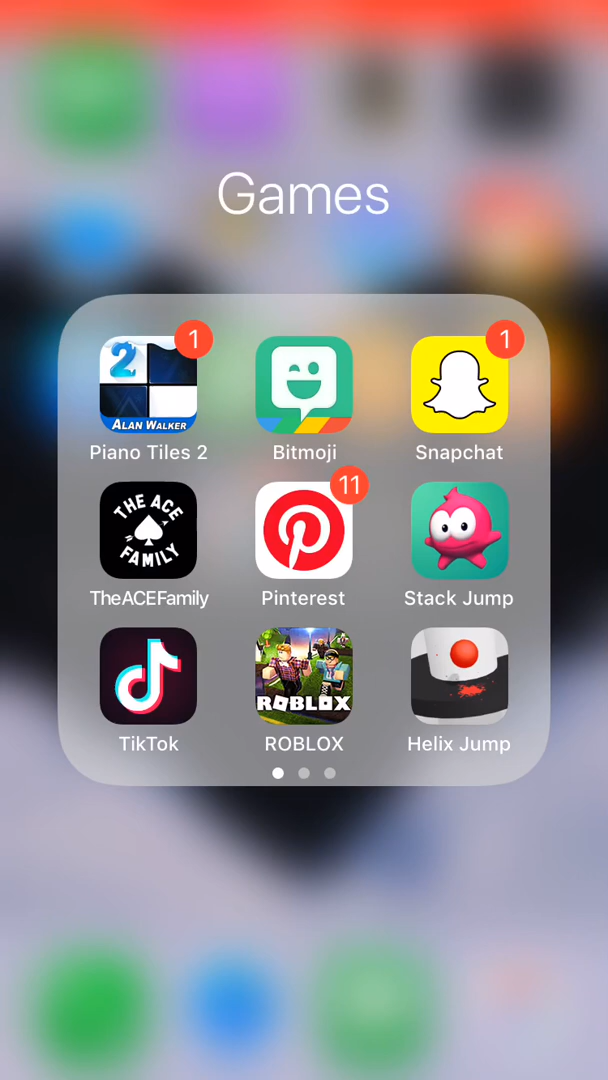 Games
1
1
2
ALAN WALKER
Piano Tiles 2
Bitmoji
Snapchat
11
THE ACE
FAMILY
TheACEFamily
Pinterest
Stack Jump
ROBLOX
TikTok
ROBLOX
Helix Jump